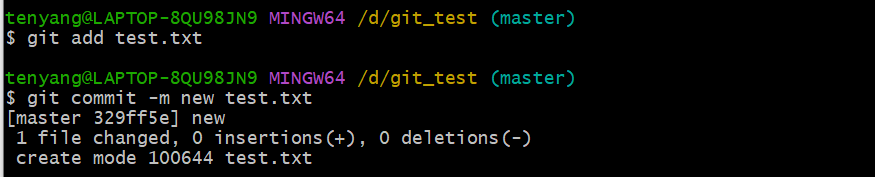 tenyang@LAPTOP-8QU98JN9 MINGW64 /d/git_test (master)
$ git add test.txt
tenyang@LAPTOP-8QU98JN9 MINGW64 /d/git_test (master)
$ git commit -m new test.txt
[master 329ff5e] new
 1 file changed, 0 insertions(+), 0 deletions(-)
 create mode 100644 test.txt